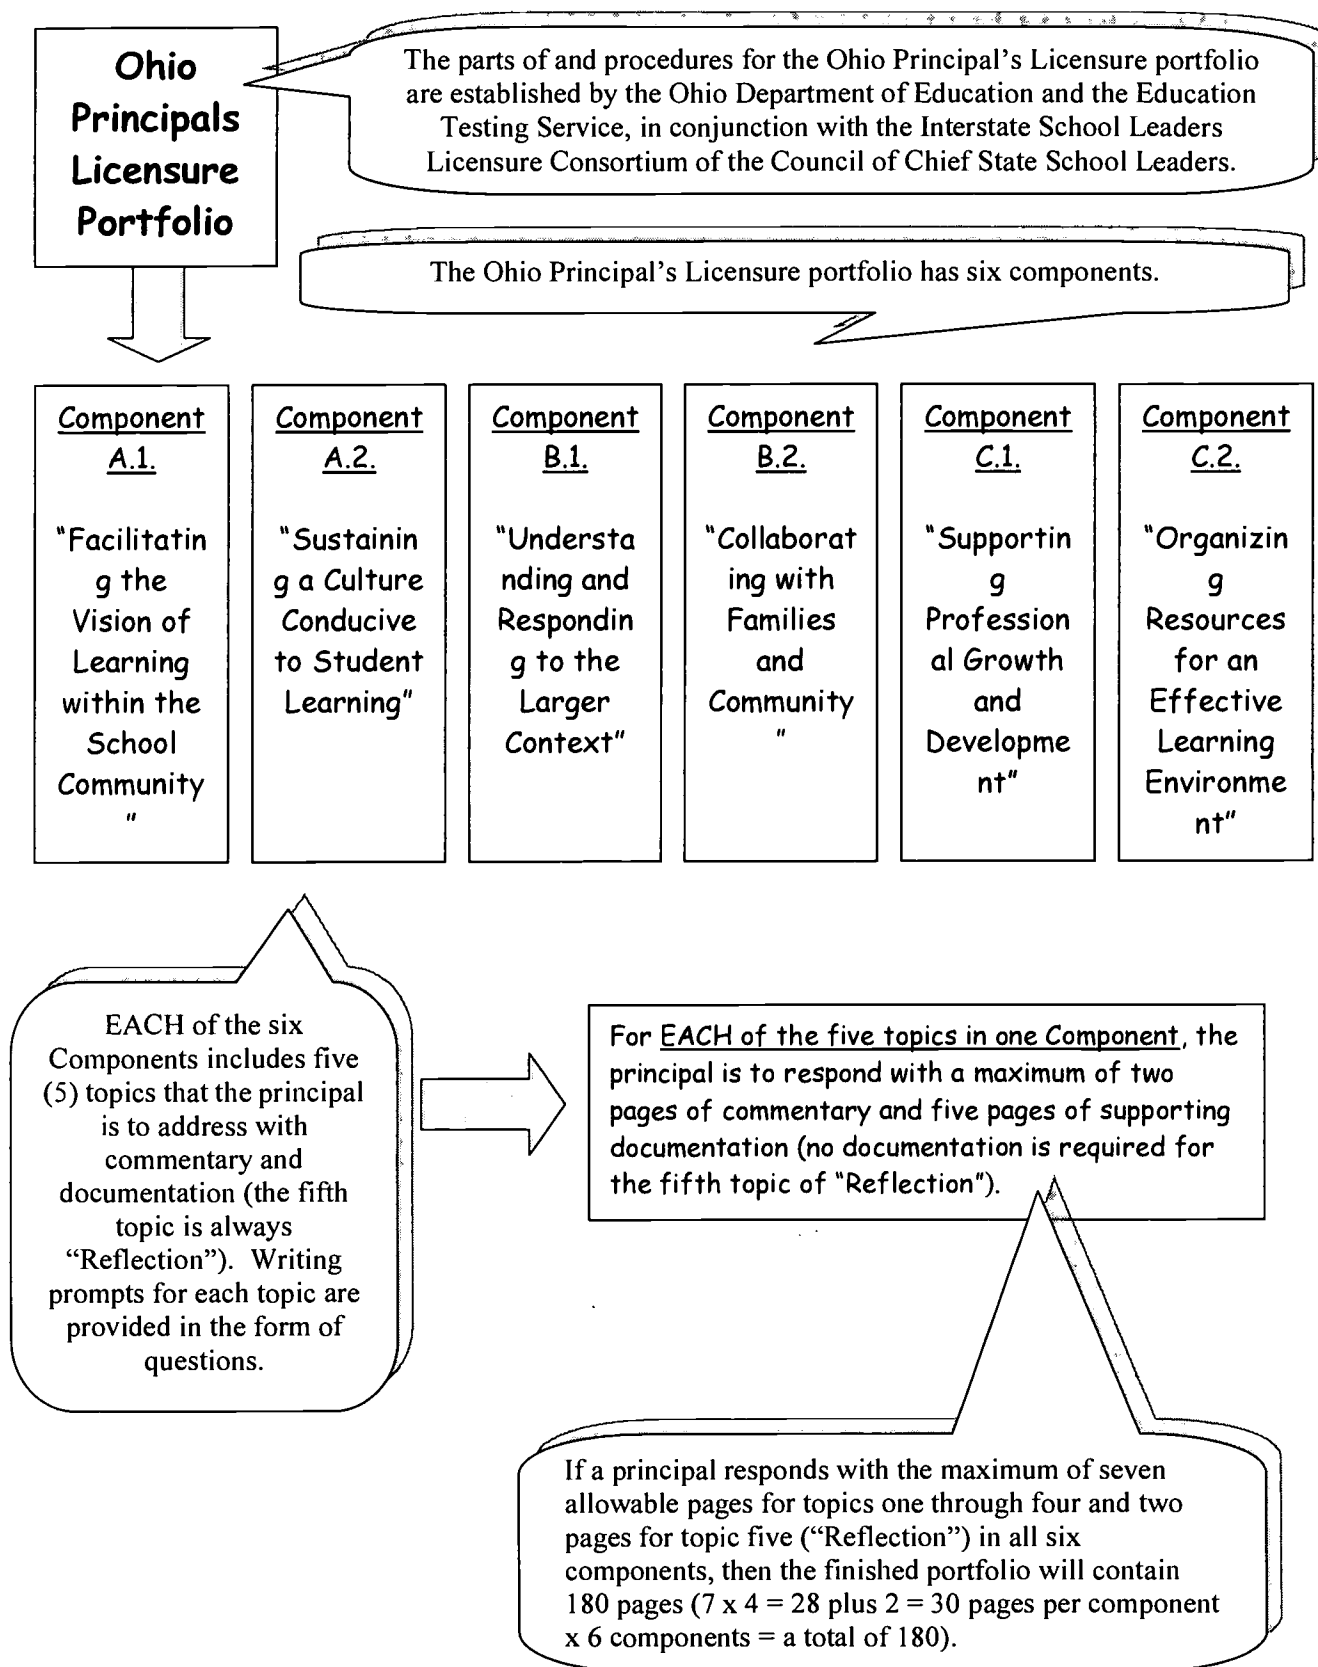 Ohio
Principals
Licensure
Portfolio
The parts of and procedures for the Ohio Principal's Licensure portfolio
are established by the Ohio Department of Education and the Education
Testing Service, in conjunction with the Interstate School Leaders
Licensure Consortium of the Council of Chief State School Leaders.
The Ohio Principal's Licensure portfolio has six components.
Component
A.1.
"Facilitatin
g the
Vision of
Learning
within the
School
Community
"
Component
A.2.
"Sustainin
g a Culture
Conducive
to Student
Learning"
Component
B.1.
"Understa
nding and
Respondin
g to the
Larger
Context"
Component
B.2.
"Collaborat
ing with
Families
and
Community
"
Component
C.1.
"Supportin
g
Profession
al Growth
and
Developme
nt"
Component
C.2.
"Organizin
g
Resources
for an
Effective
Learning
Environme
nt"
EACH of the six
Components includes five
(5) topics that the principal
is to address with
commentary and
documentation (the fifth
topic is always
"Reflection"). Writing
prompts for each topic are
provided in the form of
questions.
For EACH of the five topics in one Component, the
principal is to respond with a maximum of two
pages of commentary and five pages of supporting
documentation (no documentation is required for
the fifth topic of "Reflection").
If a principal responds with the maximum of seven
allowable pages for topics one through four and two
pages for topic five ("Reflection") in all six
components, then the finished portfolio will contain
180 pages (7 x 4 = 28 plus 2 = 30 pages per component
x 6 components = a total of 180).